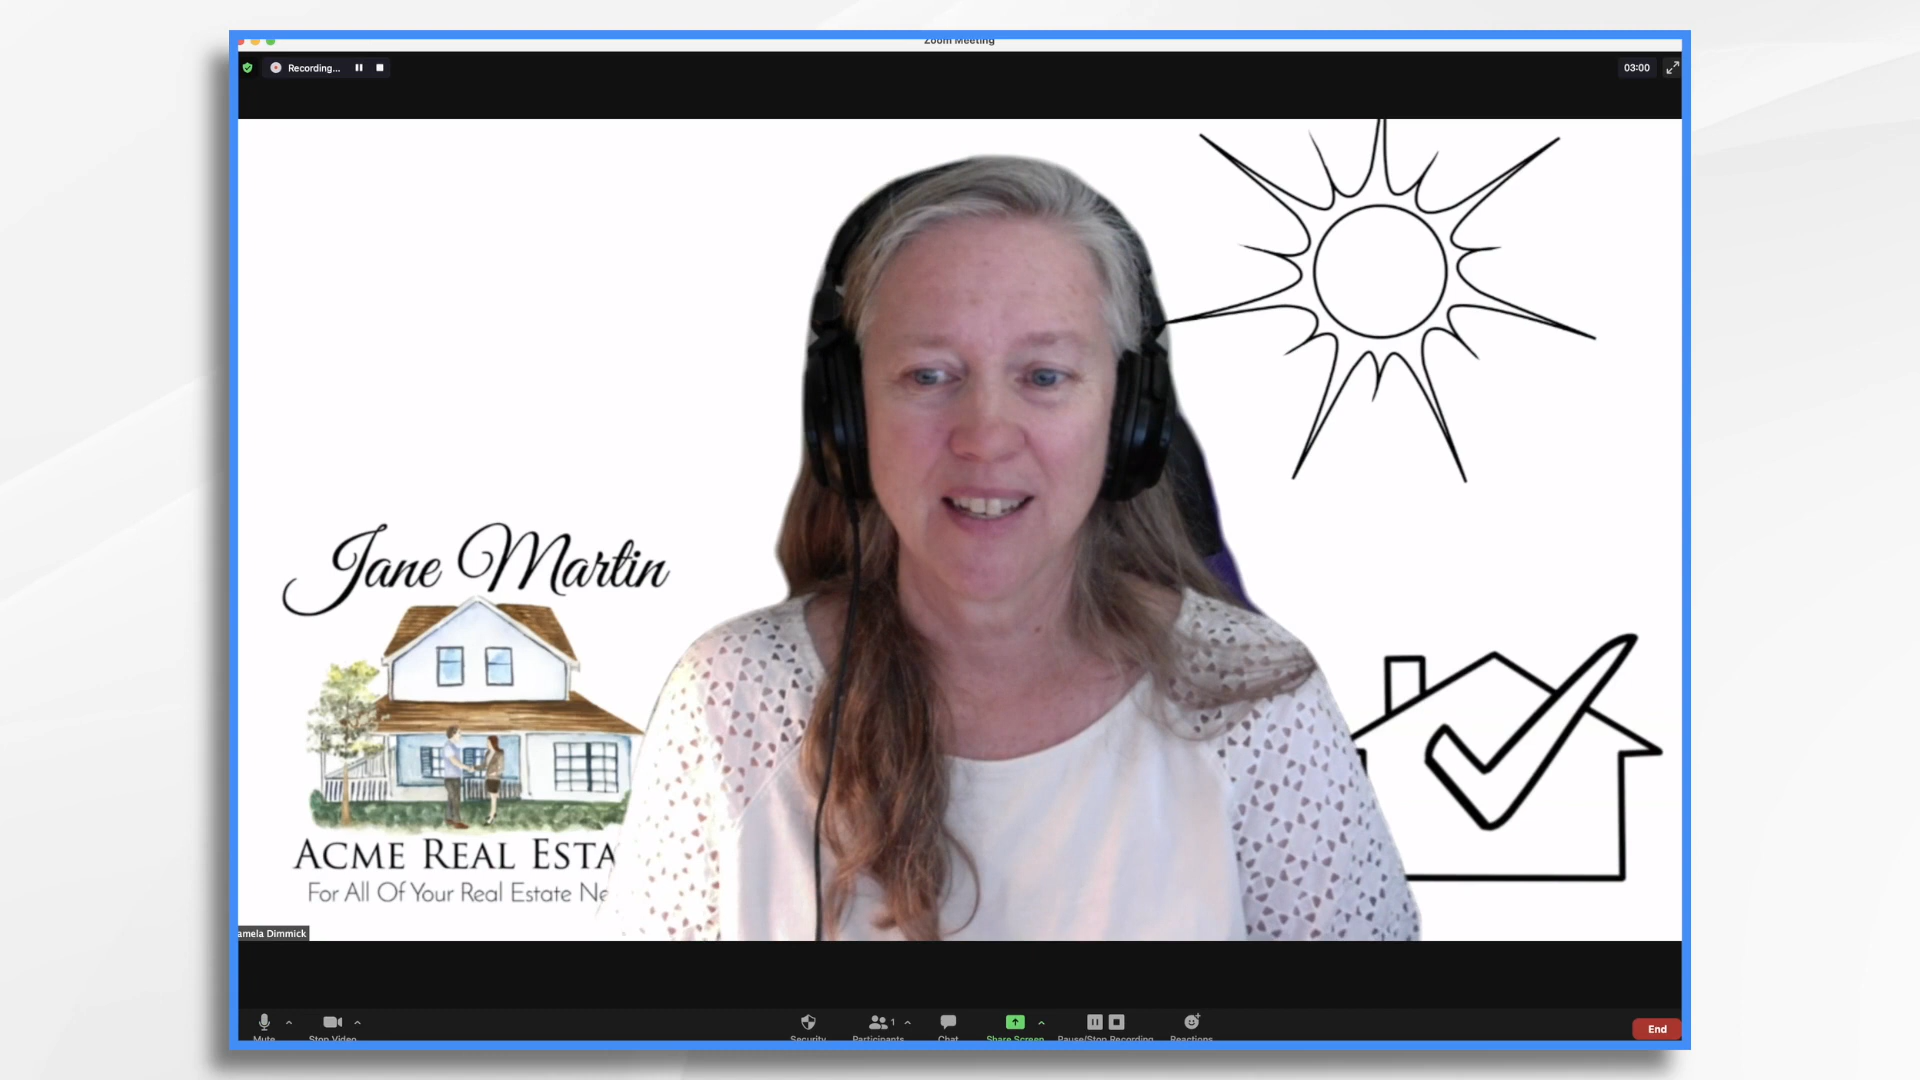 Zoom Meeting
Recording...
03:00
Jane Martin
ACME REAL ESTA
For All Of Your Real Estate Ne
amela Dimmick
Mute
Stop Video
Security
Participants
1
Chat
Share Screen
Pause/Stop Recording
Reactions
End